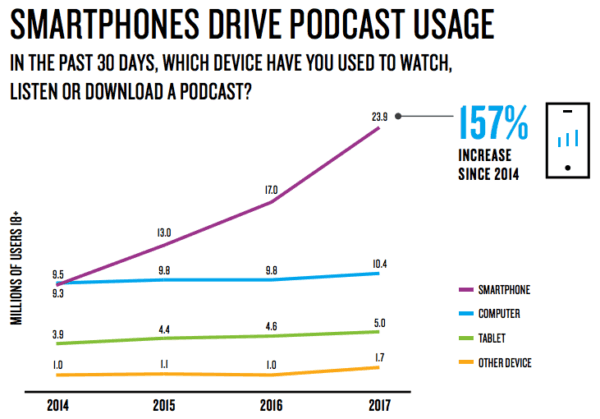 SMARTPHONES DRIVE PODCAST USAGE
IN THE PAST 30 DAYS, WHICH DEVICE HAVE YOU USED TO WATCH,
LISTEN OR DOWNLOAD A PODCAST?
157%
INCREASE
SINCE 2014
MILLIONS OF USERS 18+
23.9
17.0
13.0
9.5
9.8
9.8
10.4
9.3
3.9
4.4
4.6
5.0
1.0
1.1
1.0
1.7
SMARTPHONE
COMPUTER
TABLET
OTHER DEVICE
2014
2015
2016
2017